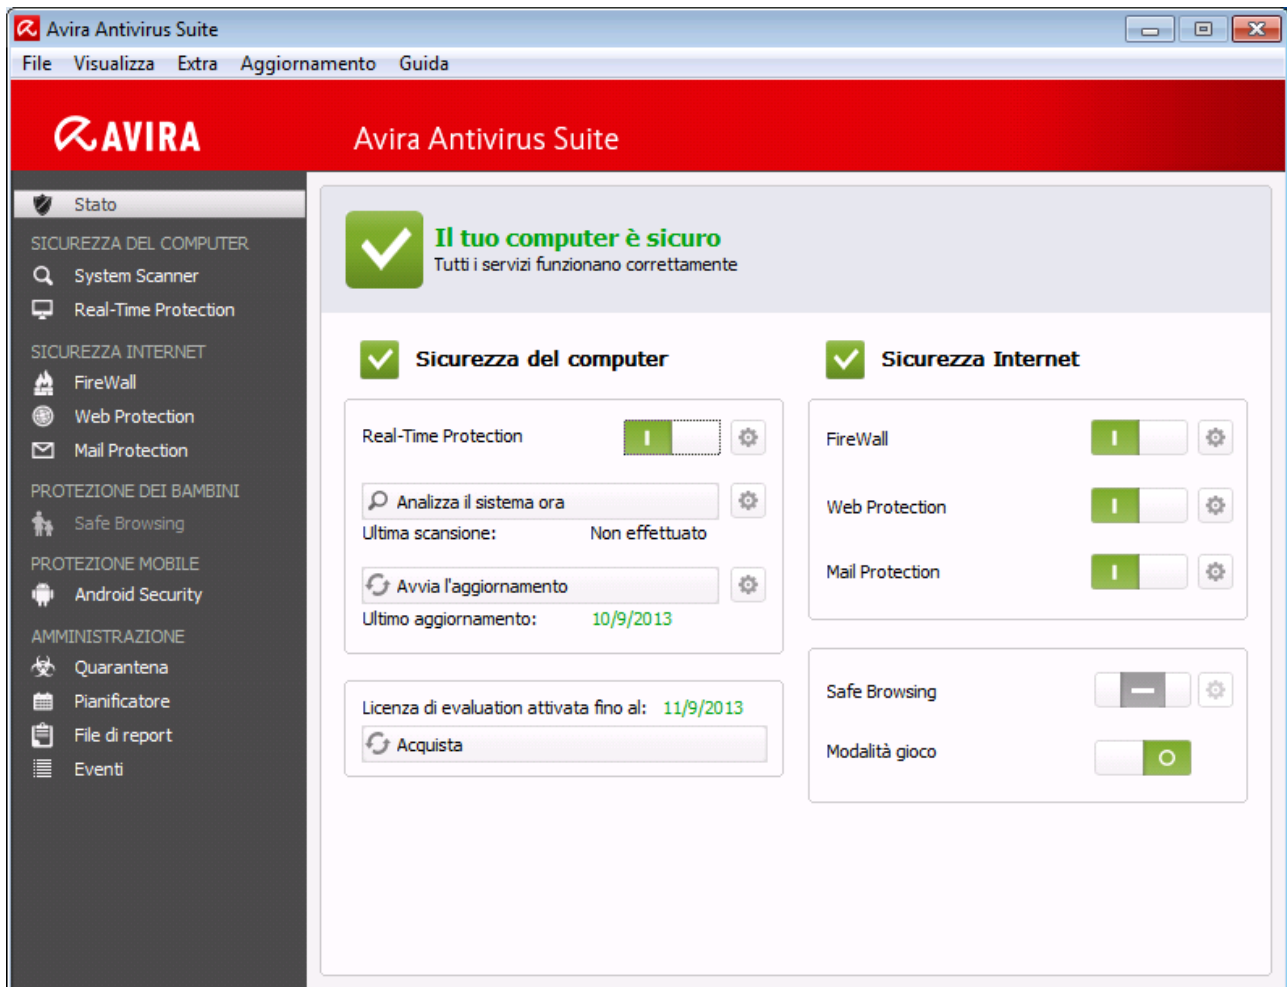 Avira Antivirus Suite
File Visualizza Extra Aggiornamento Guida
AVIRA
Avira Antivirus Suite
Stato
SICUREZZA DEL COMPUTER
System Scanner
Real-Time Protection
SICUREZZA INTERNET
FireWall
Web Protection
Mail Protection
PROTEZIONE DEI BAMBINI
Safe Browsing
PROTEZIONE MOBILE
Android Security
AMMINISTRAZIONE
Quarantena
Pianificatore
File di report
Eventi
Il tuo computer è sicuro
Tutti i servizi funzionano correttamente
Sicurezza del computer
Real-Time Protection
Analizza il sistema ora
Ultima scansione: Non effettuato
Avvia l'aggiornamento
Ultimo aggiornamento: 10/9/2013
Licenza di evaluation attivata fino al: 11/9/2013
Acquista
Sicurezza Internet
FireWall
Web Protection
Mail Protection
Safe Browsing
Modalità gioco